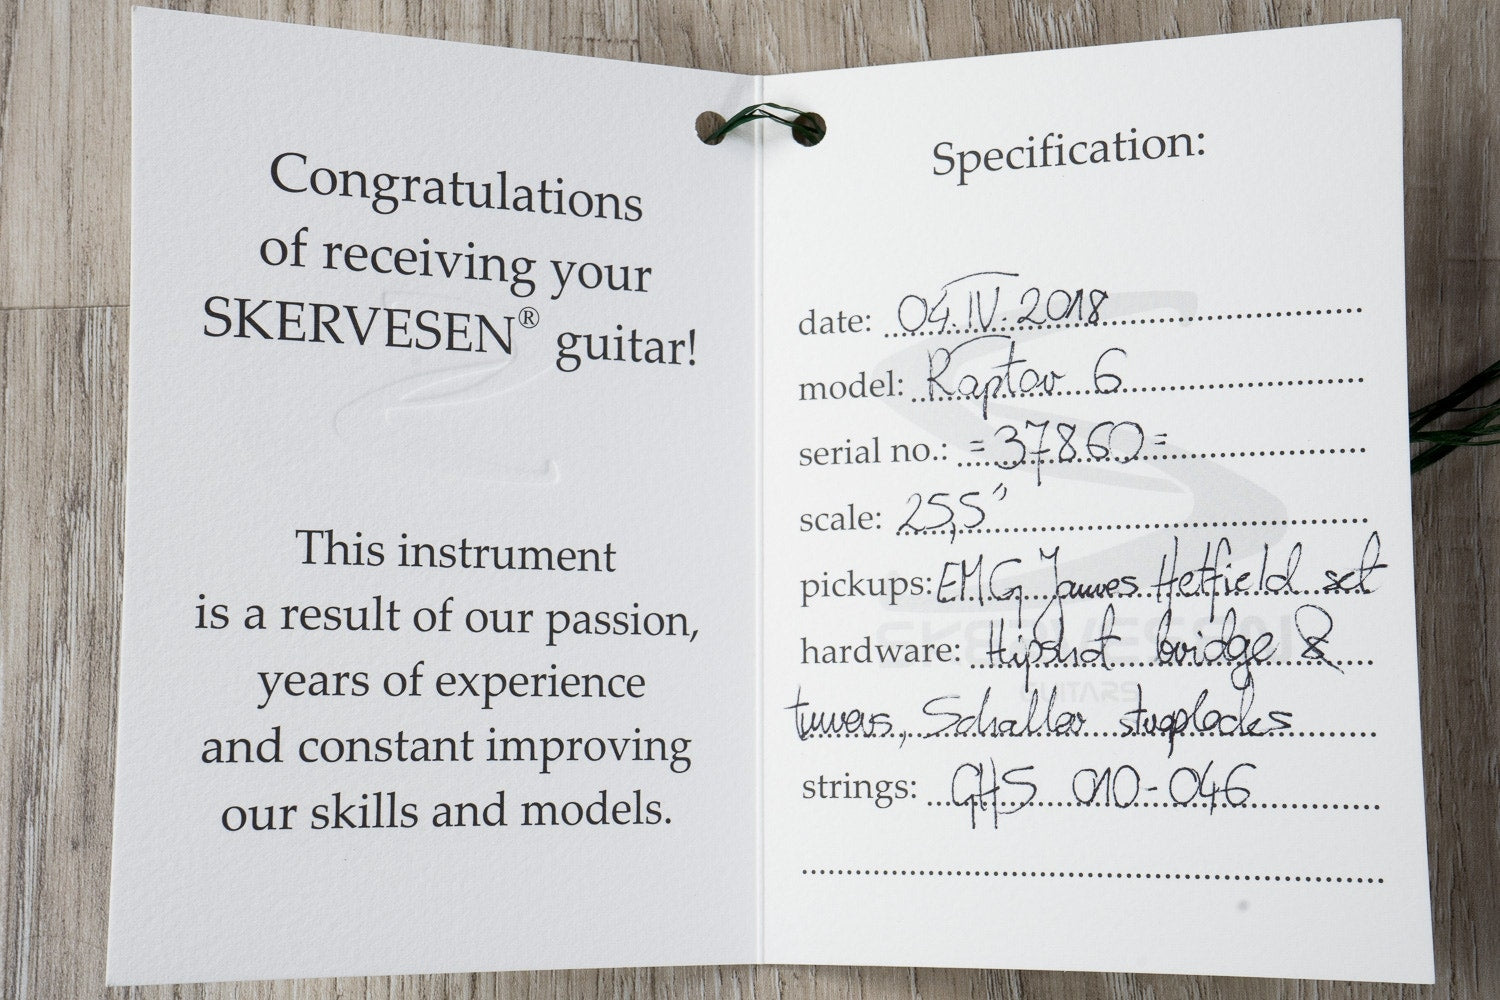 Congratulations
of receiving your
SKERVESEN® guitar!
This instrument
is a result of our passion,
years of experience
and constant improving
our skills and models.
Specification:
date: 04.IV.2018
model: Raptor 6
serial no.: =37860=
scale: 25,5"
pickups: EMG James Hetfield set
hardware: Hipshot bridge &
tuners, Schaller straplocks
strings: GHS 010-046